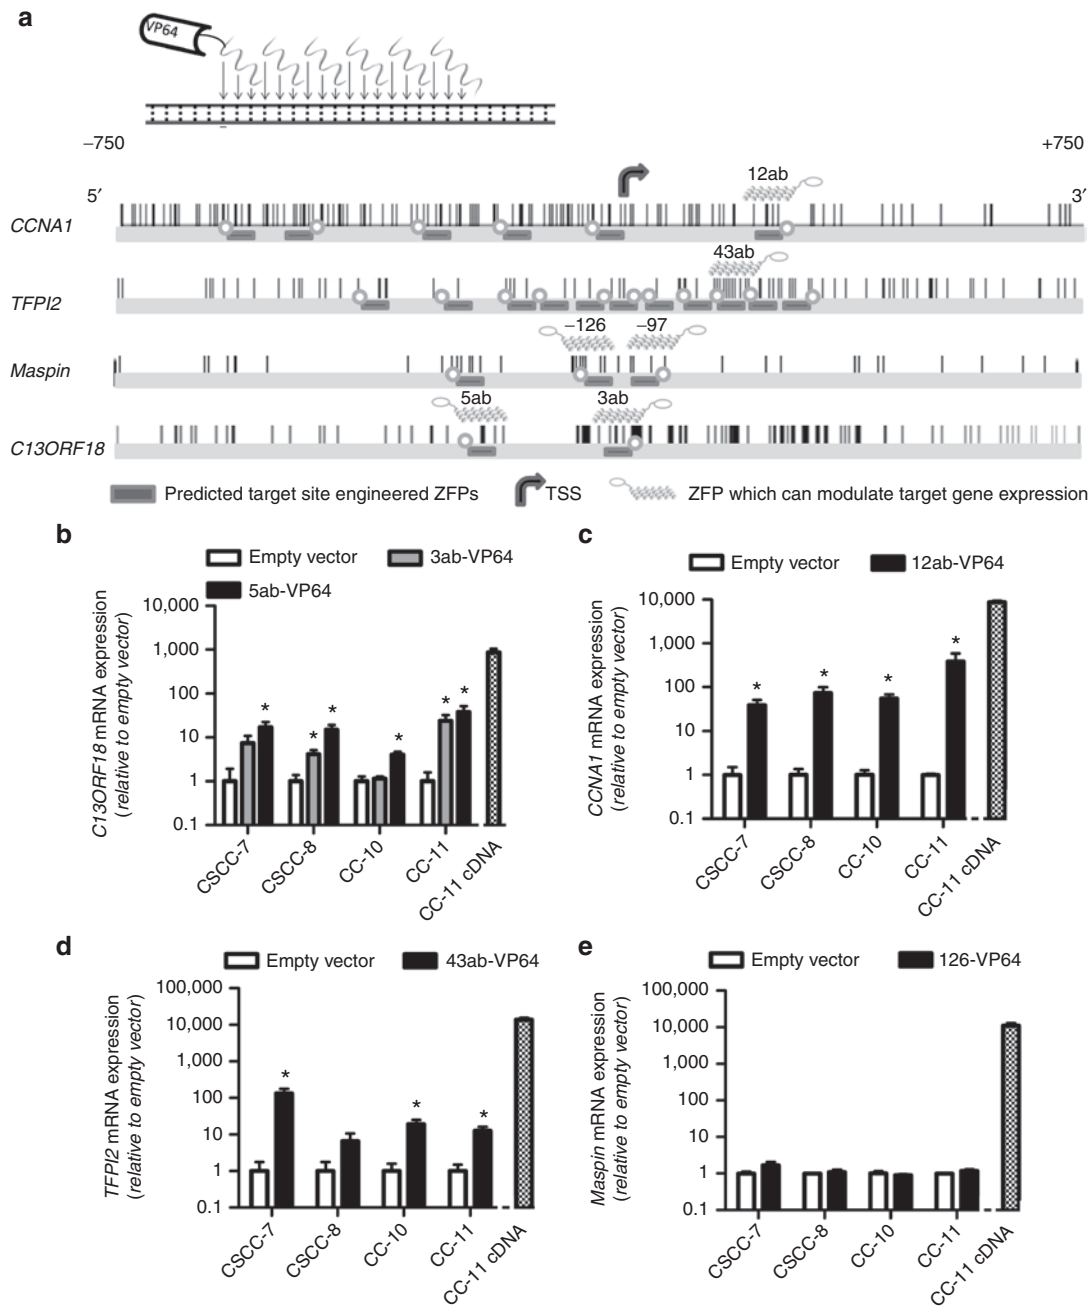 a
VP64
–750
+750
5′
3′
12ab
CCNA1
43ab
TFPI2
–126
–97
Maspin
5ab
3ab
C13ORF18
Predicted target site engineered ZFPs
TSS
ZFP which can modulate target gene expression
b
Empty vector
3ab-VP64
5ab-VP64
C13ORF18 mRNA expression
(relative to empty vector)
10,000
1,000
100
10
1
0.1
* * * * * *
CSCC-7
CSCC-8
CC-10
CC-11
CC-11 cDNA
c
Empty vector
12ab-VP64
CCNA1 mRNA expression
(relative to empty vector)
10,000
1,000
100
10
1
0.1
* * * *
CSCC-7
CSCC-8
CC-10
CC-11
CC-11 cDNA
d
Empty vector
43ab-VP64
TFPI2 mRNA expression
(relative to empty vector)
100,000
10,000
1,000
100
10
1
0.1
* * *
CSCC-7
CSCC-8
CC-10
CC-11
CC-11 cDNA
e
Empty vector
126-VP64
Maspin mRNA expression
(relative to empty vector)
100,000
10,000
1,000
100
10
1
0.1
CSCC-7
CSCC-8
CC-10
CC-11
CC-11 cDNA